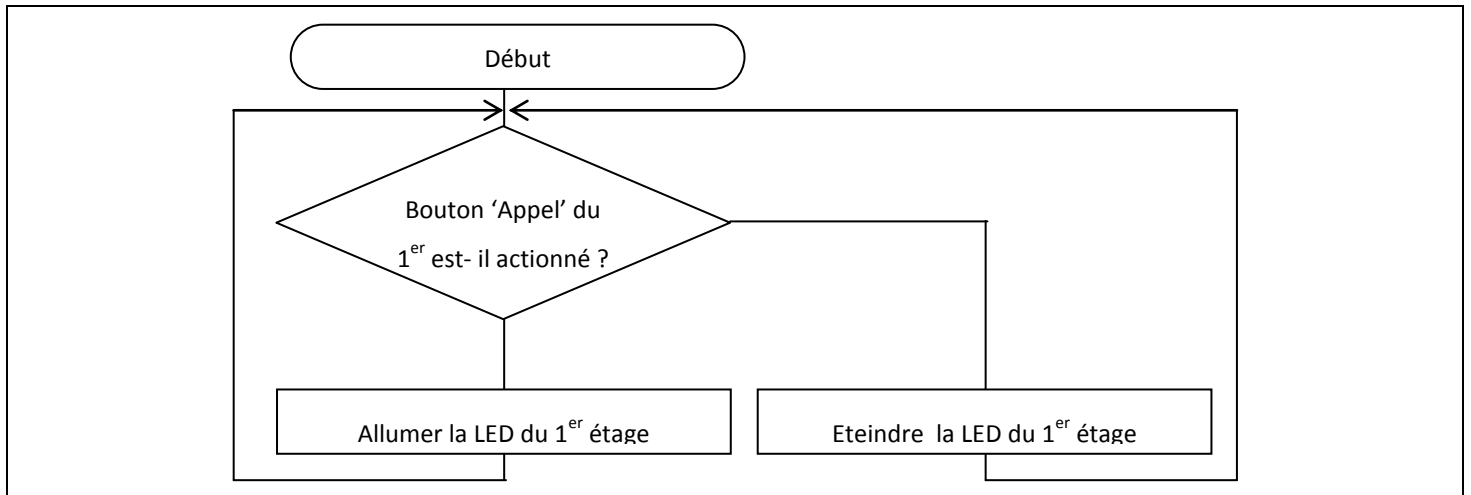 Début
Bouton ‘Appel’ du
1er est- il actionné ?
Allumer la LED du 1er étage
Eteindre la LED du 1er étage